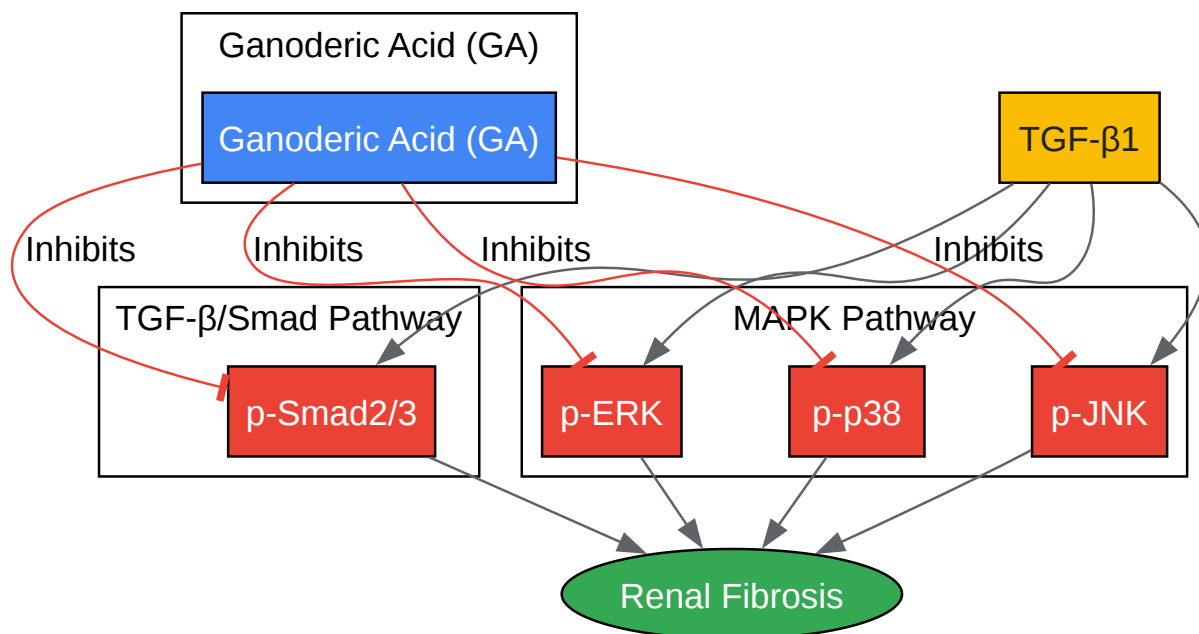 Ganoderic Acid (GA)
Ganoderic Acid (GA)
TGF-β1
Inhibits
Inhibits
Inhibits
Inhibits
TGF-β/Smad Pathway
MAPK Pathway
p-Smad2/3
p-ERK
p-p38
p-JNK
Renal Fibrosis